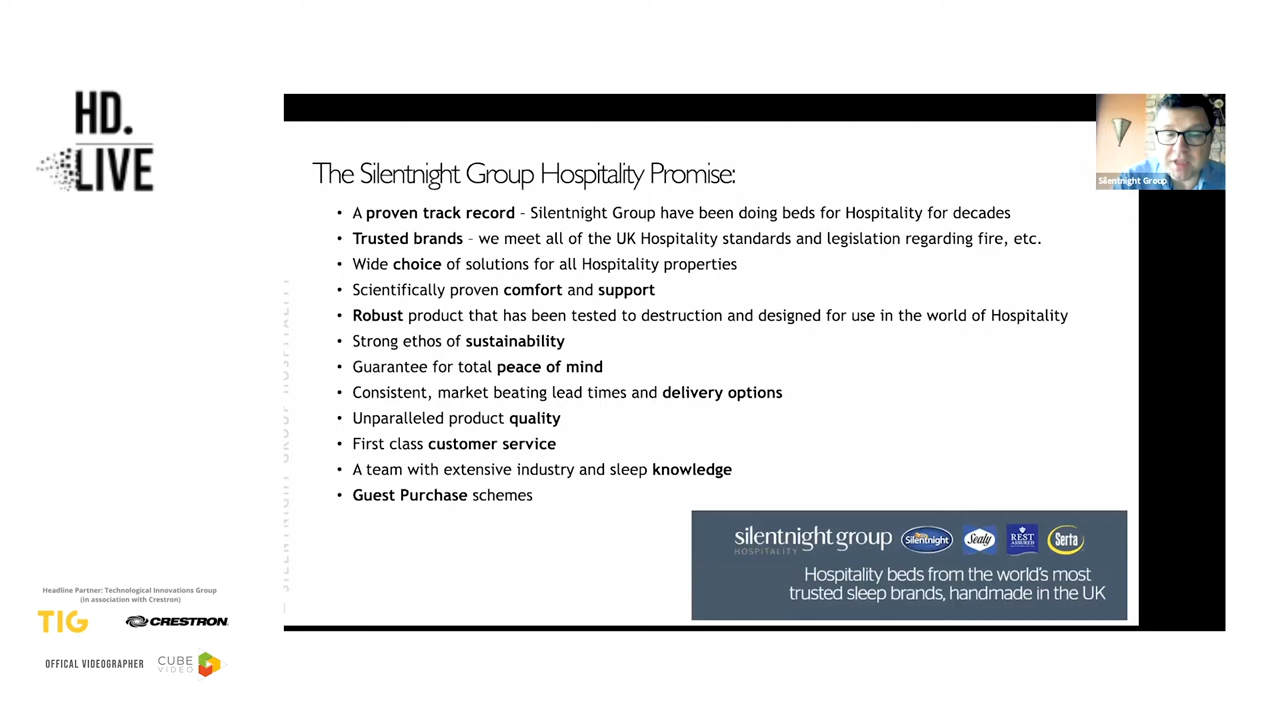 HD.
LIVE
The Silentnight Group Hospitality Promise:
• A proven track record – Silentnight Group have been doing beds for Hospitality for decades
• Trusted brands – we meet all of the UK Hospitality standards and legislation regarding fire, etc.
• Wide choice of solutions for all Hospitality properties
• Scientifically proven comfort and support
• Robust product that has been tested to destruction and designed for use in the world of Hospitality
• Strong ethos of sustainability
• Guarantee for total peace of mind
• Consistent, market beating lead times and delivery options
• Unparalleled product quality
• First class customer service
• A team with extensive industry and sleep knowledge
• Guest Purchase schemes
Silentnight Group
silentnight group
HOSPITALITY
Silentnight
Sealy
REST
ASSURED
Serta
Hospitality beds from the world's most
trusted sleep brands, handmade in the UK
Headline Partner: Technological Innovations Group
(in association with Crestron)
TIG
CRESTRON
OFFICAL VIDEOGRAPHER
CUBE
VIDEO